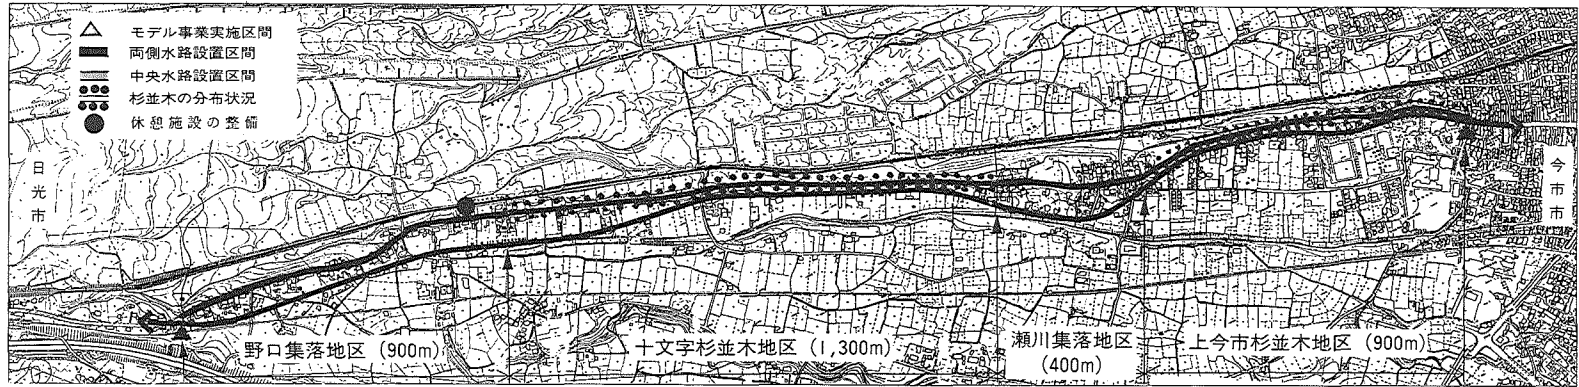 モデル事業実施区間
両側水路設置区間
中央水路設置区間
杉並木の分布状況
休憩施設の整備
日光市
今市市
野口集落地区（900m）
十文字杉並木地区（1,300m）
瀬川集落地区
（400m）
上今市杉並木地区（900m）